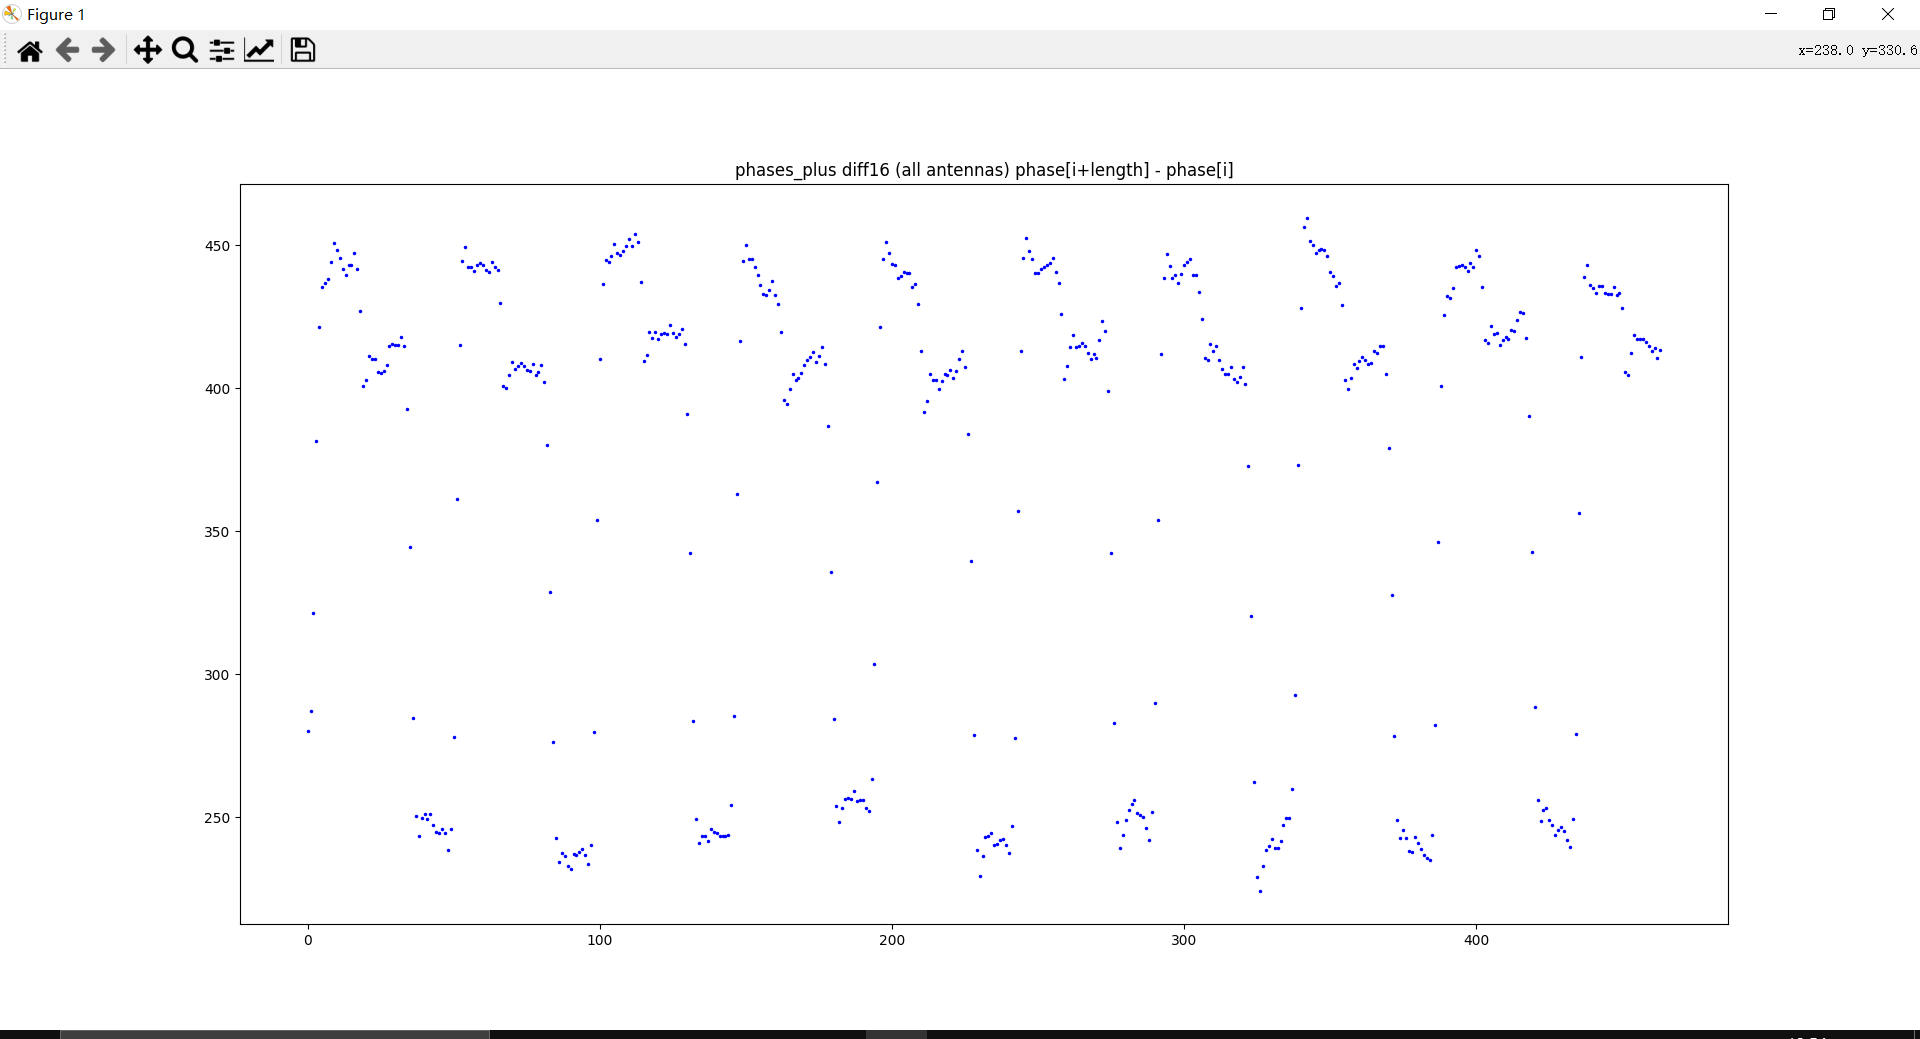 Figure 1
x=238.0 y=330.6
phases_plus diff16 (all antennas) phase[i+length] - phase[i]
450
400
350
300
250
0 100 200 300 400